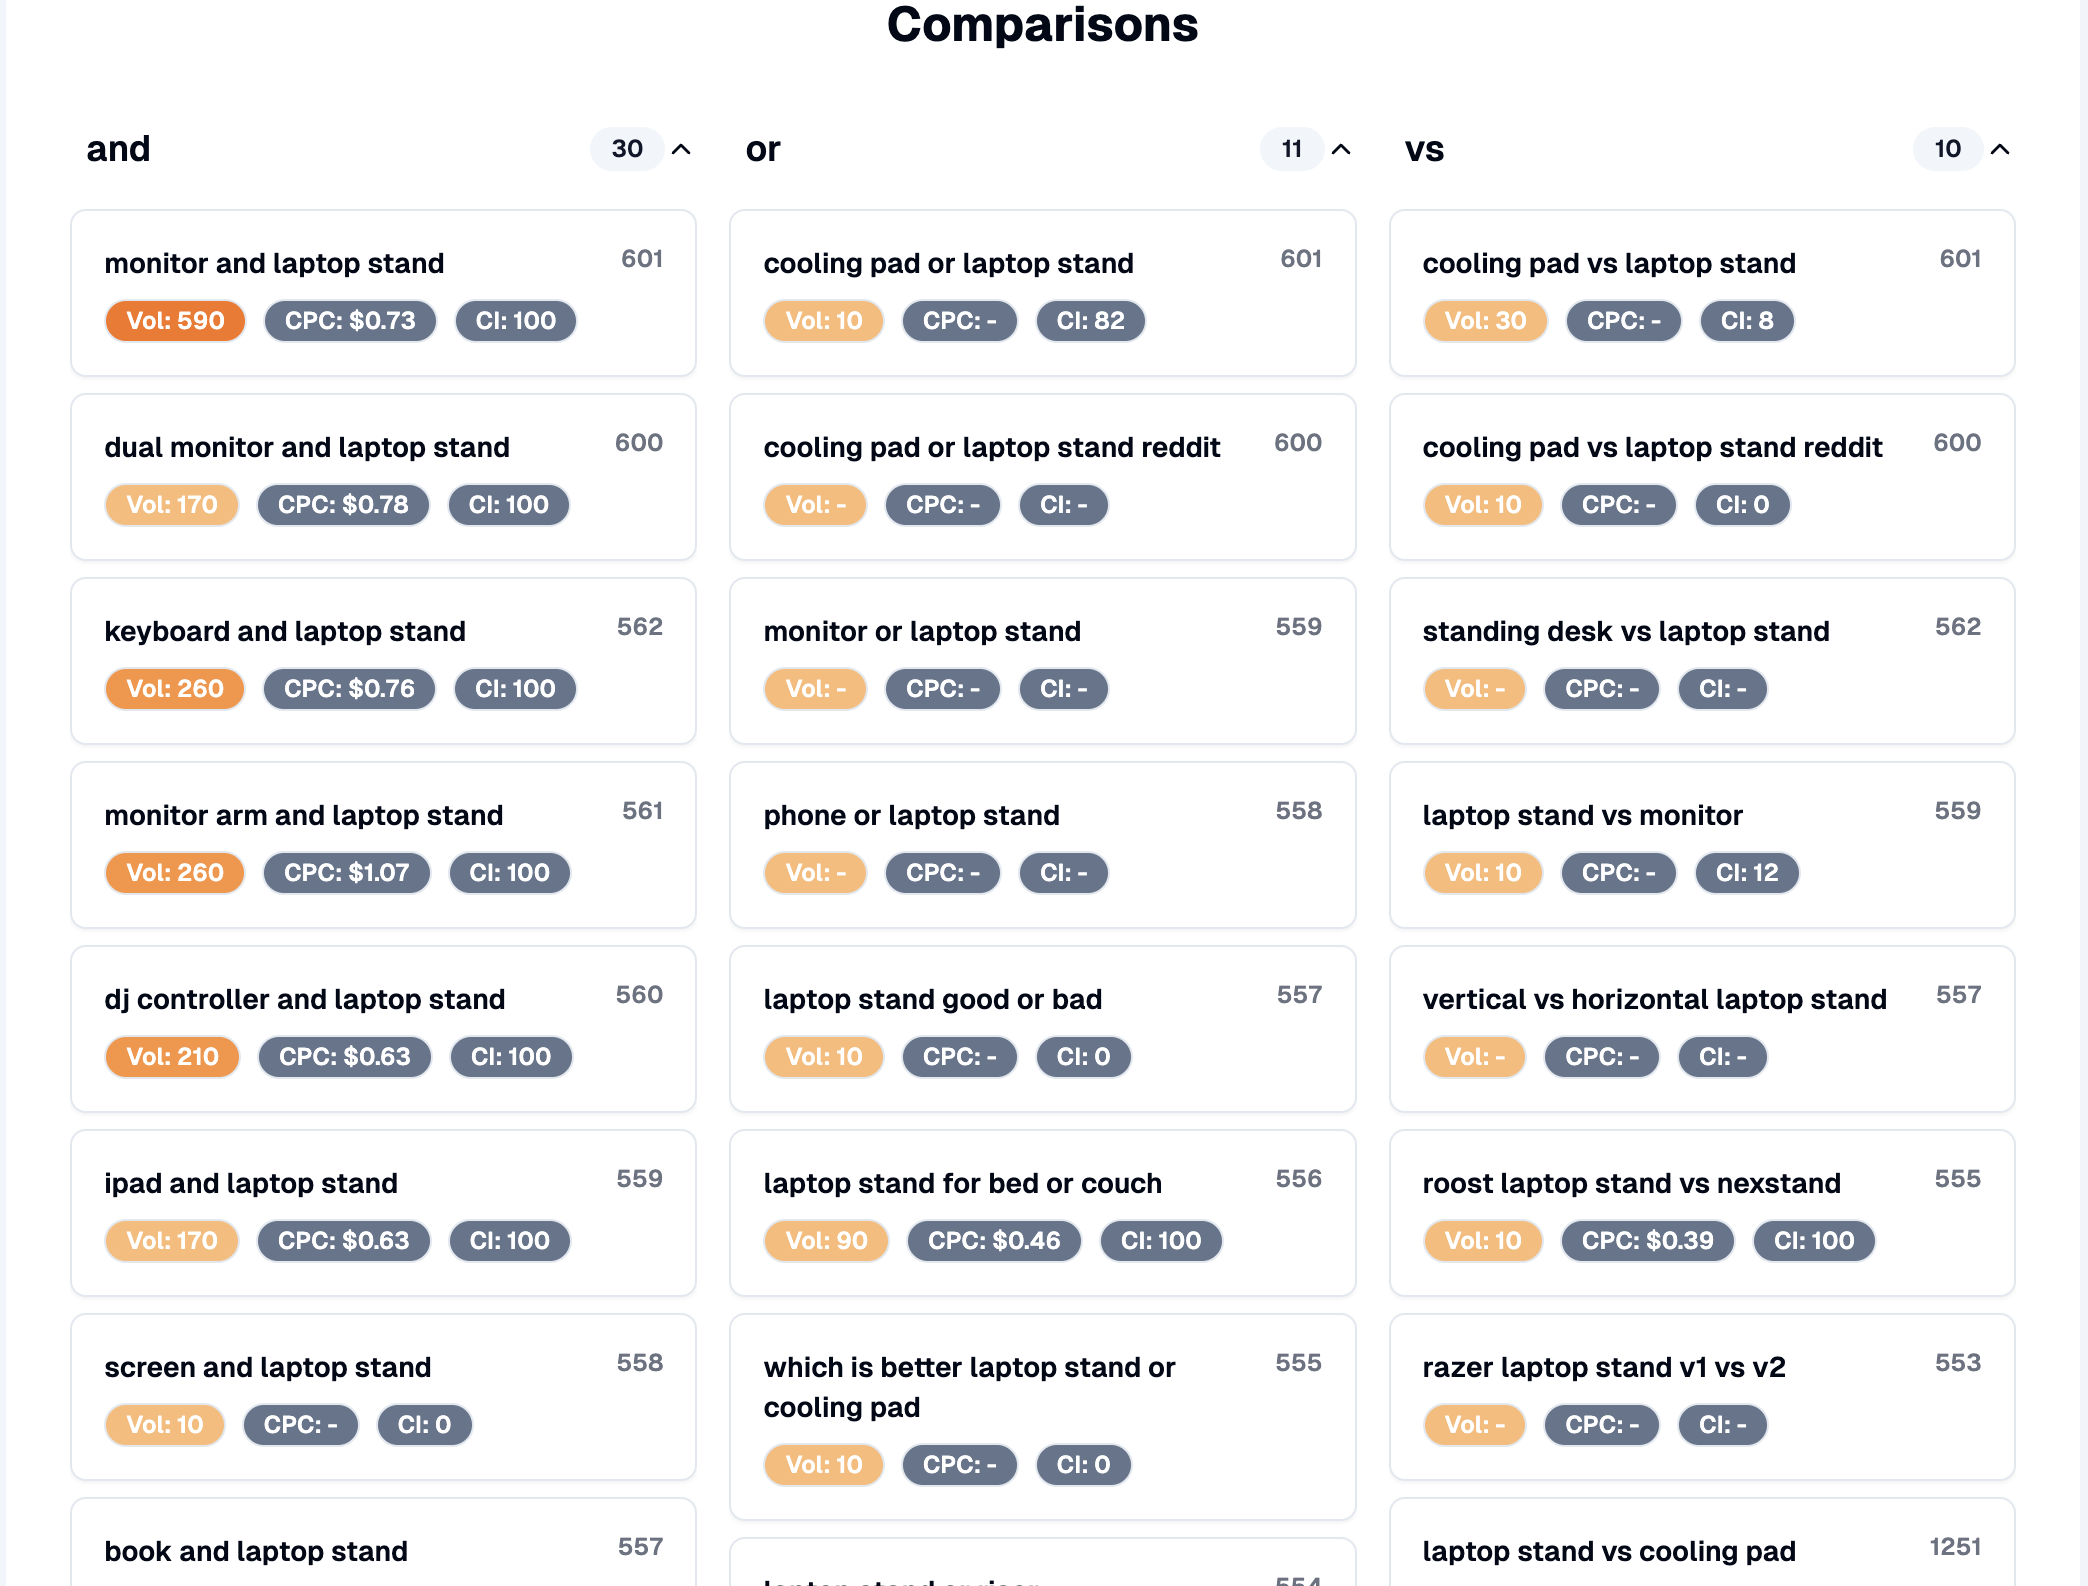 Comparisons
and
30
monitor and laptop stand
601
Vol: 590 CPC: $0.73 CI: 100
dual monitor and laptop stand
600
Vol: 170 CPC: $0.78 CI: 100
keyboard and laptop stand
562
Vol: 260 CPC: $0.76 CI: 100
monitor arm and laptop stand
561
Vol: 260 CPC: $1.07 CI: 100
dj controller and laptop stand
560
Vol: 210 CPC: $0.63 CI: 100
ipad and laptop stand
559
Vol: 170 CPC: $0.63 CI: 100
screen and laptop stand
558
Vol: 10 CPC: - CI: 0
book and laptop stand
557
or
11
cooling pad or laptop stand
601
Vol: 10 CPC: - CI: 82
cooling pad or laptop stand reddit
600
Vol: - CPC: - CI: -
monitor or laptop stand
559
Vol: - CPC: - CI: -
phone or laptop stand
558
Vol: - CPC: - CI: -
laptop stand good or bad
557
Vol: 10 CPC: - CI: 0
laptop stand for bed or couch
556
Vol: 90 CPC: $0.46 CI: 100
which is better laptop stand or
cooling pad
555
Vol: 10 CPC: - CI: 0
laptop stand or riser
554
vs
10
cooling pad vs laptop stand
601
Vol: 30 CPC: - CI: 8
cooling pad vs laptop stand reddit
600
Vol: 10 CPC: - CI: 0
standing desk vs laptop stand
562
Vol: - CPC: - CI: -
laptop stand vs monitor
559
Vol: 10 CPC: - CI: 12
vertical vs horizontal laptop stand
557
Vol: - CPC: - CI: -
roost laptop stand vs nexstand
555
Vol: 10 CPC: $0.39 CI: 100
razer laptop stand v1 vs v2
553
Vol: - CPC: - CI: -
laptop stand vs cooling pad
1251